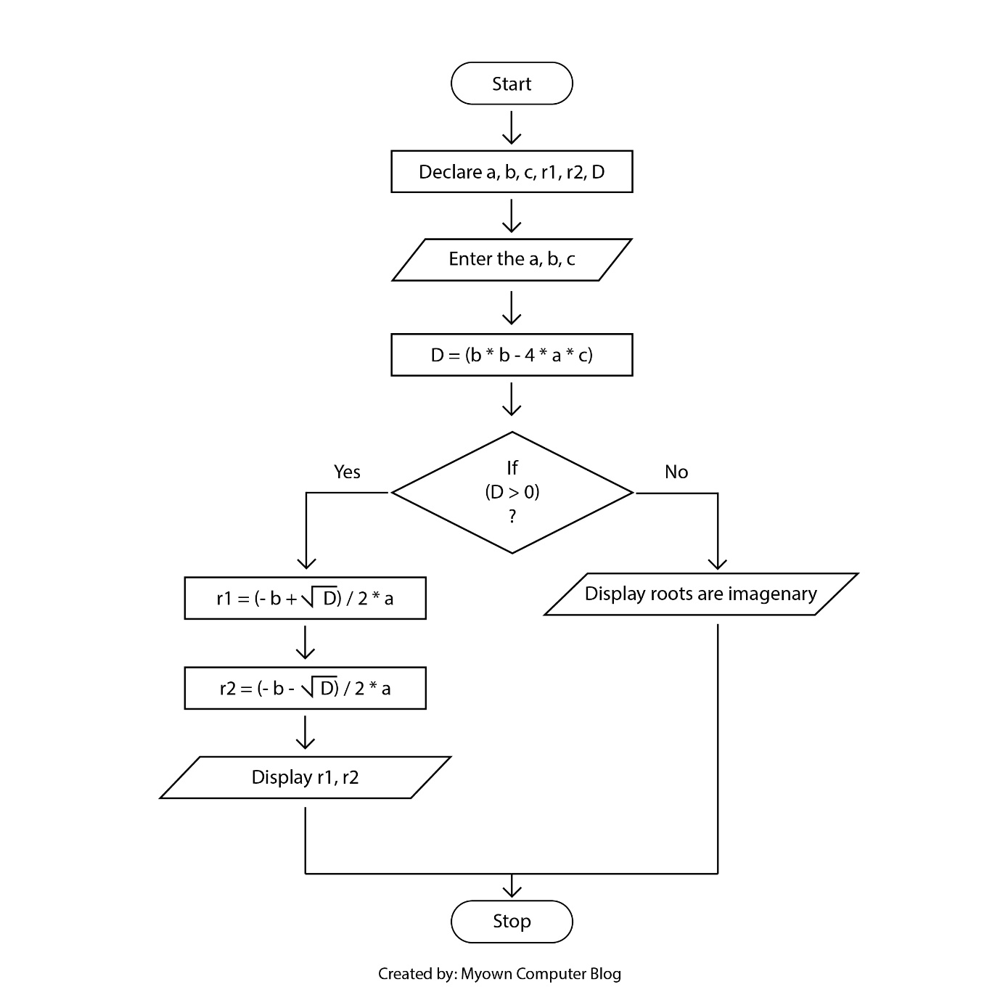 Start
Declare a, b, c, r1, r2, D
Enter the a, b, c
D = (b * b - 4 * a * c)
If
(D > 0)
?
Yes
No
r1 = (- b + √D) / 2 * a
Display roots are imagenary
r2 = (- b - √D) / 2 * a
Display r1, r2
Stop
Created by: Myown Computer Blog